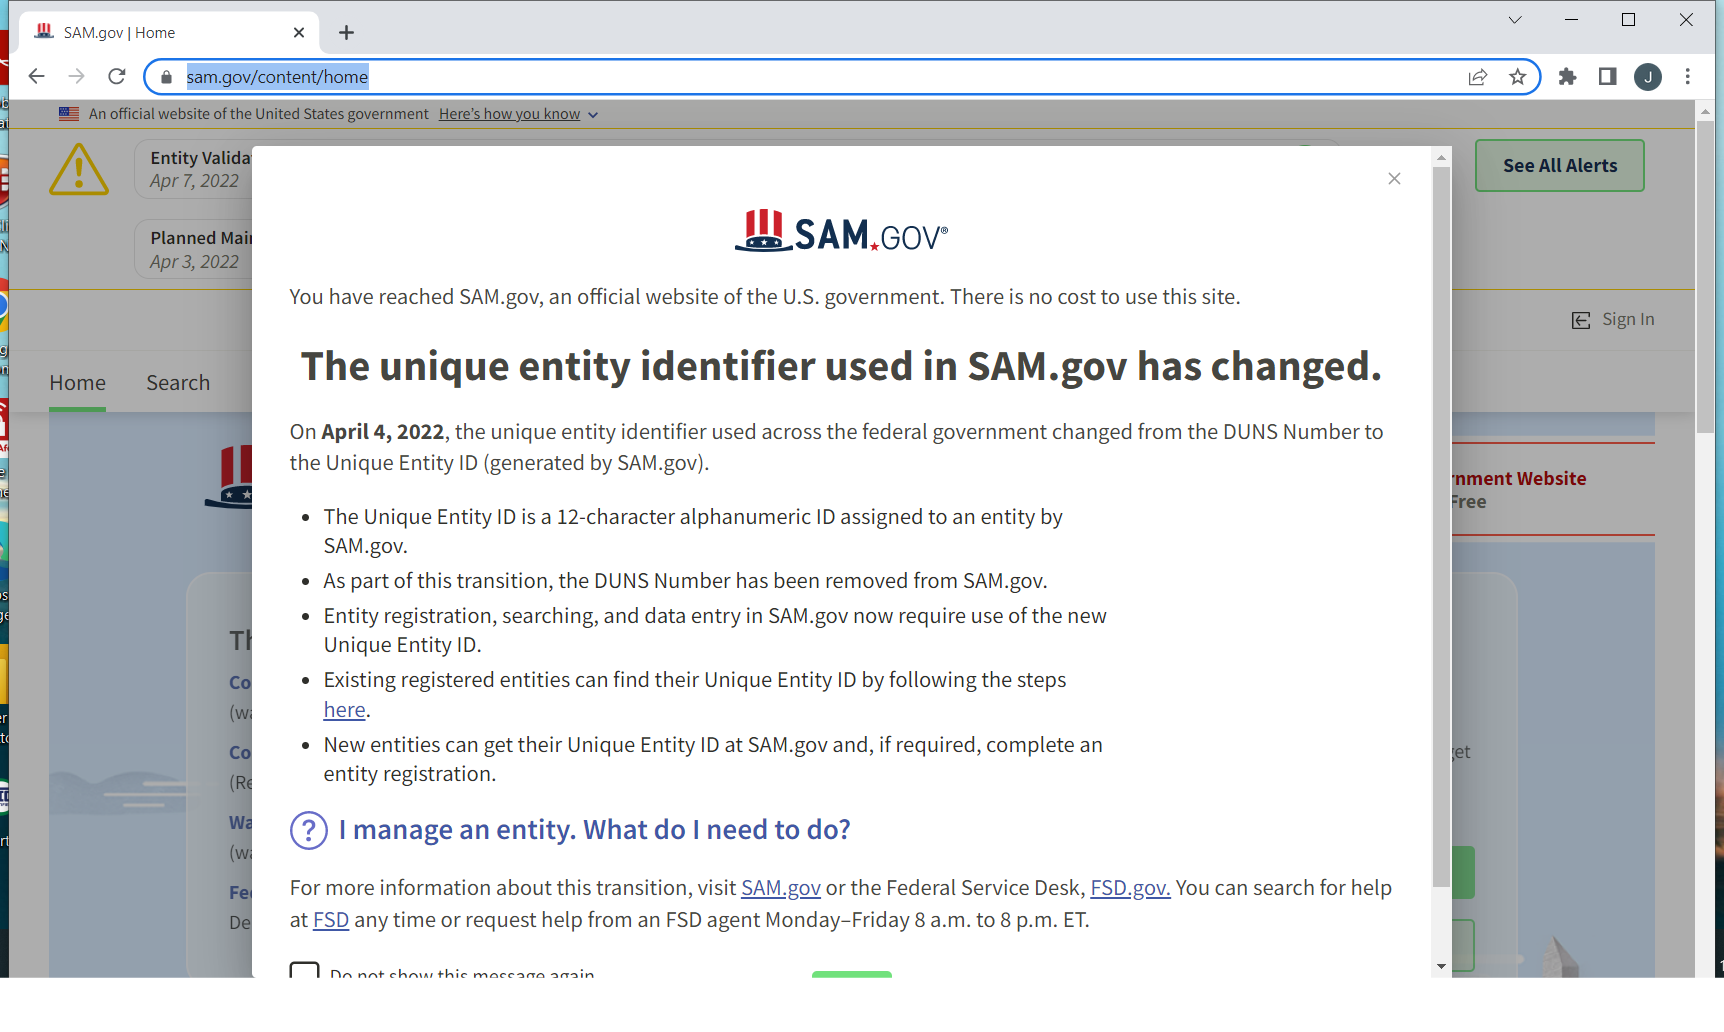 SAM.gov | Home
sam.gov/content/home
J
An official website of the United States government Here's how you know
Entity Valida
Apr 7, 2022
See All Alerts
Planned Mai
Apr 3, 2022
Sign In
Home Search
SAM.GOV®
You have reached SAM.gov, an official website of the U.S. government. There is no cost to use this site.
The unique entity identifier used in SAM.gov has changed.
On April 4, 2022, the unique entity identifier used across the federal government changed from the DUNS Number to
the Unique Entity ID (generated by SAM.gov).
• The Unique Entity ID is a 12-character alphanumeric ID assigned to an entity by
SAM.gov.
• As part of this transition, the DUNS Number has been removed from SAM.gov.
• Entity registration, searching, and data entry in SAM.gov now require use of the new
Unique Entity ID.
• Existing registered entities can find their Unique Entity ID by following the steps
here.
• New entities can get their Unique Entity ID at SAM.gov and, if required, complete an
entity registration.
? I manage an entity. What do I need to do?
For more information about this transition, visit SAM.gov or the Federal Service Desk, FSD.gov. You can search for help
at FSD any time or request help from an FSD agent Monday–Friday 8 a.m. to 8 p.m. ET.
Do not show this message again
rnment Website
Free
Th
Co
(wa
Co
(Re
Wa
(wa
Fe
De
get